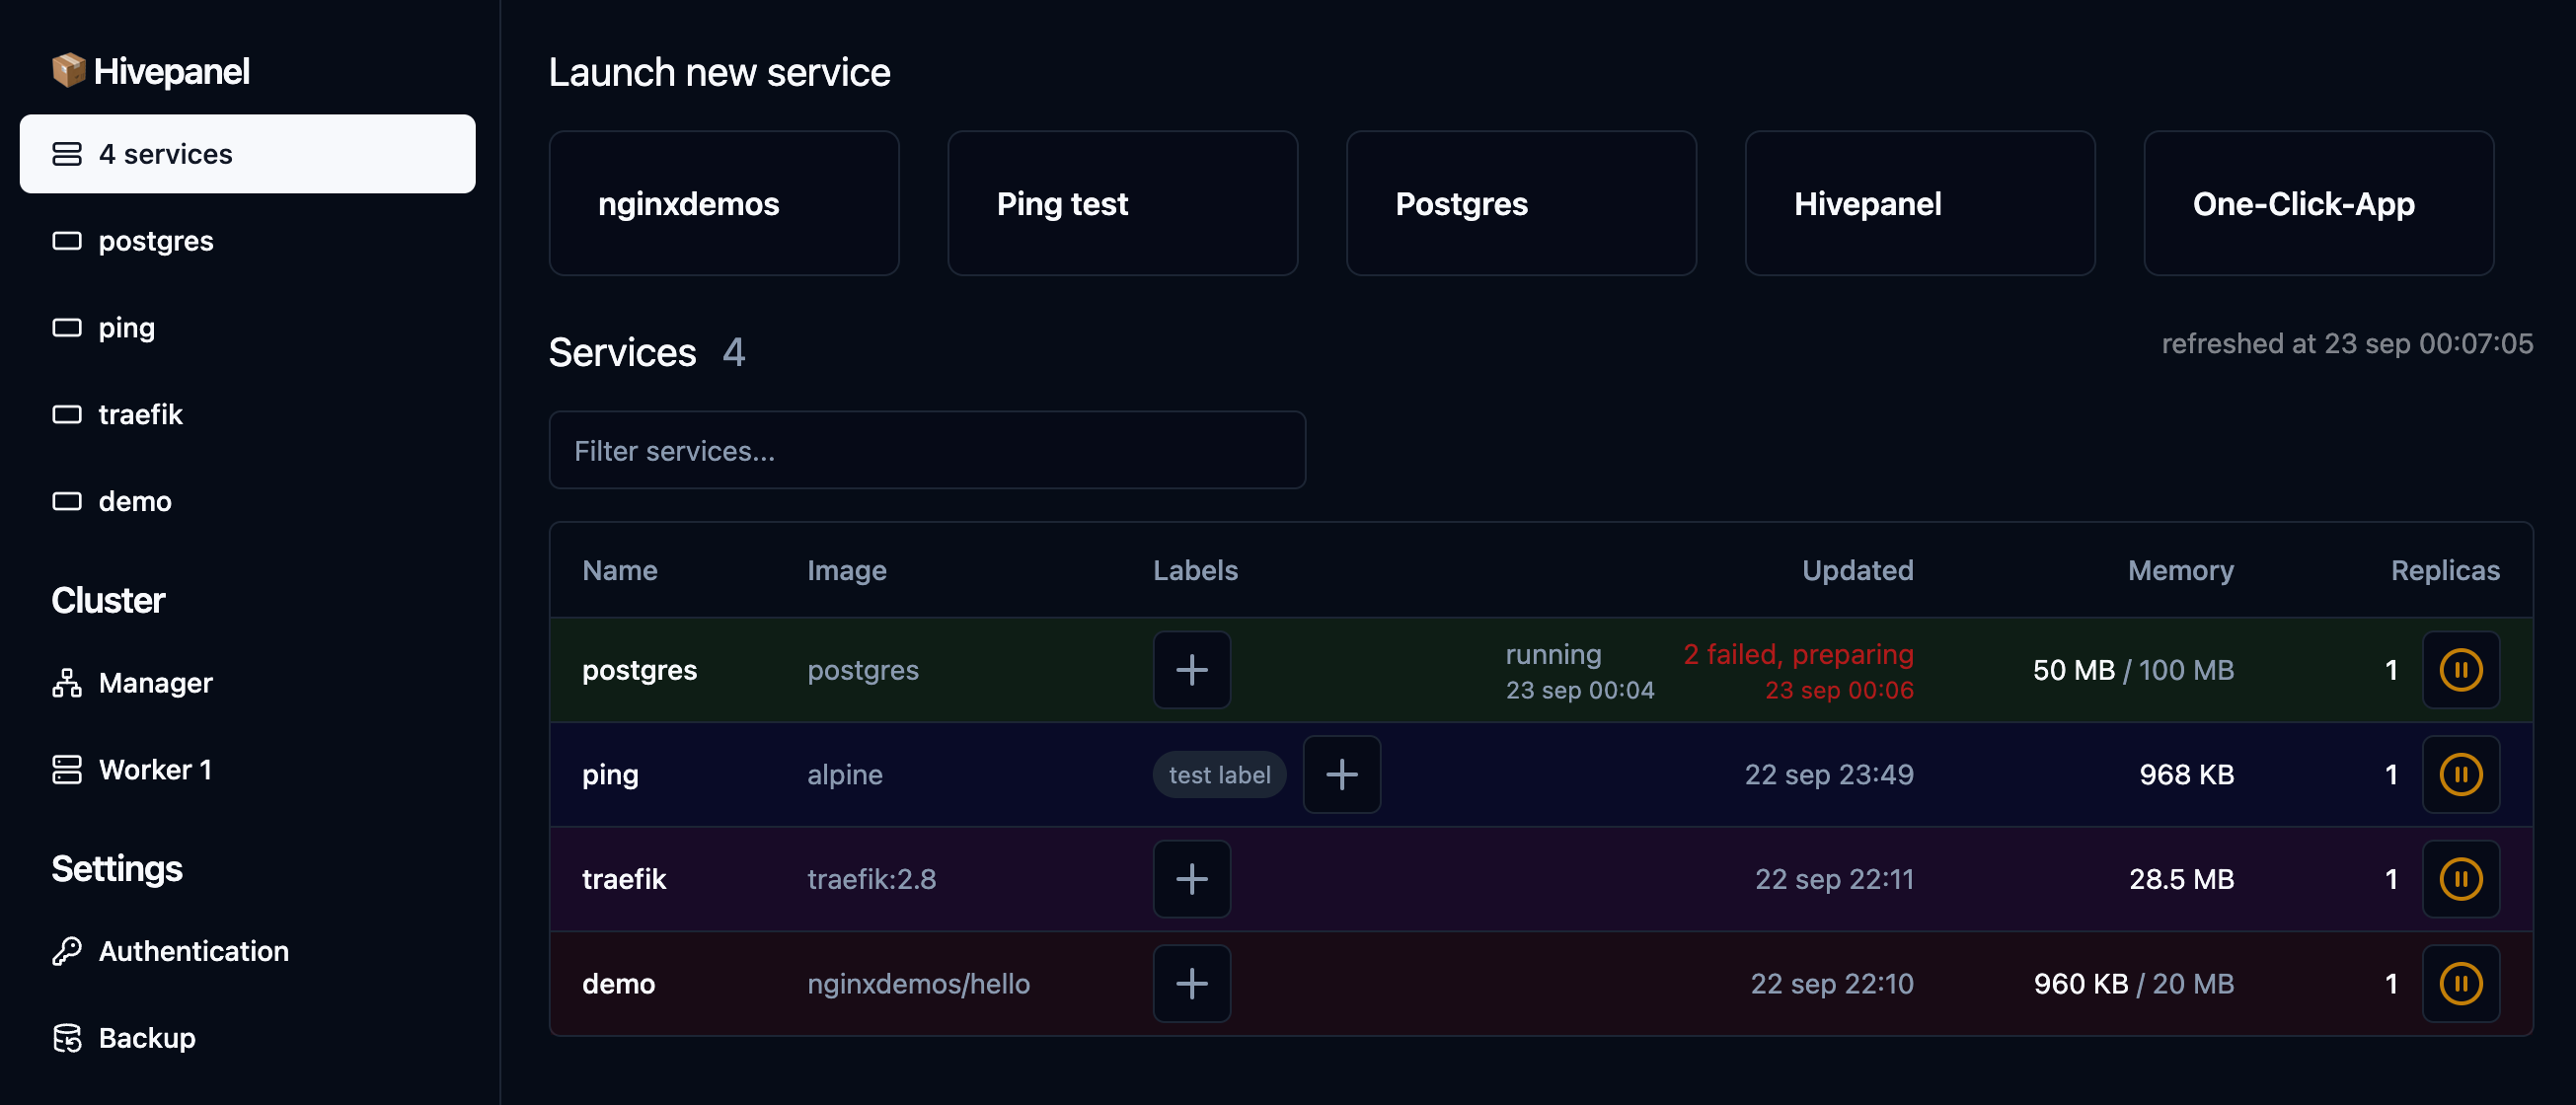 Hivepanel
4 services
postgres
ping
traefik
demo
Cluster
Manager
Worker 1
Settings
Authentication
Backup
Launch new service
nginxdemos
Ping test
Postgres
Hivepanel
One-Click-App
Services 4
refreshed at 23 sep 00:07:05
Filter services...
Name Image Labels Updated Memory Replicas
postgres postgres running 2 failed, preparing 50 MB / 100 MB 1
23 sep 00:04 23 sep 00:06
ping alpine test label 22 sep 23:49 968 KB 1
traefik traefik:2.8 22 sep 22:11 28.5 MB 1
demo nginxdemos/hello 22 sep 22:10 960 KB / 20 MB 1